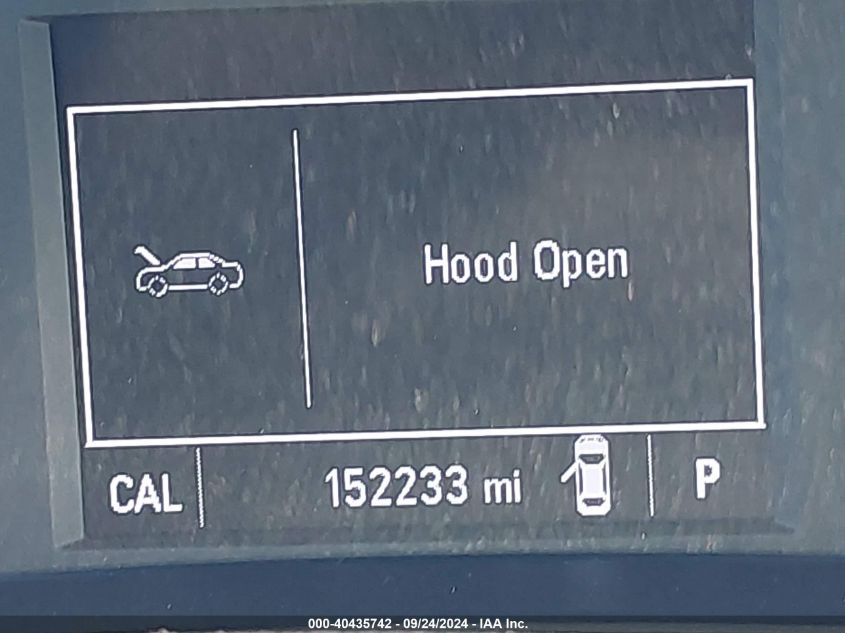 Hood Open
CAL 152233 mi P
000-40435742 - 09/24/2024 - IAA Inc.